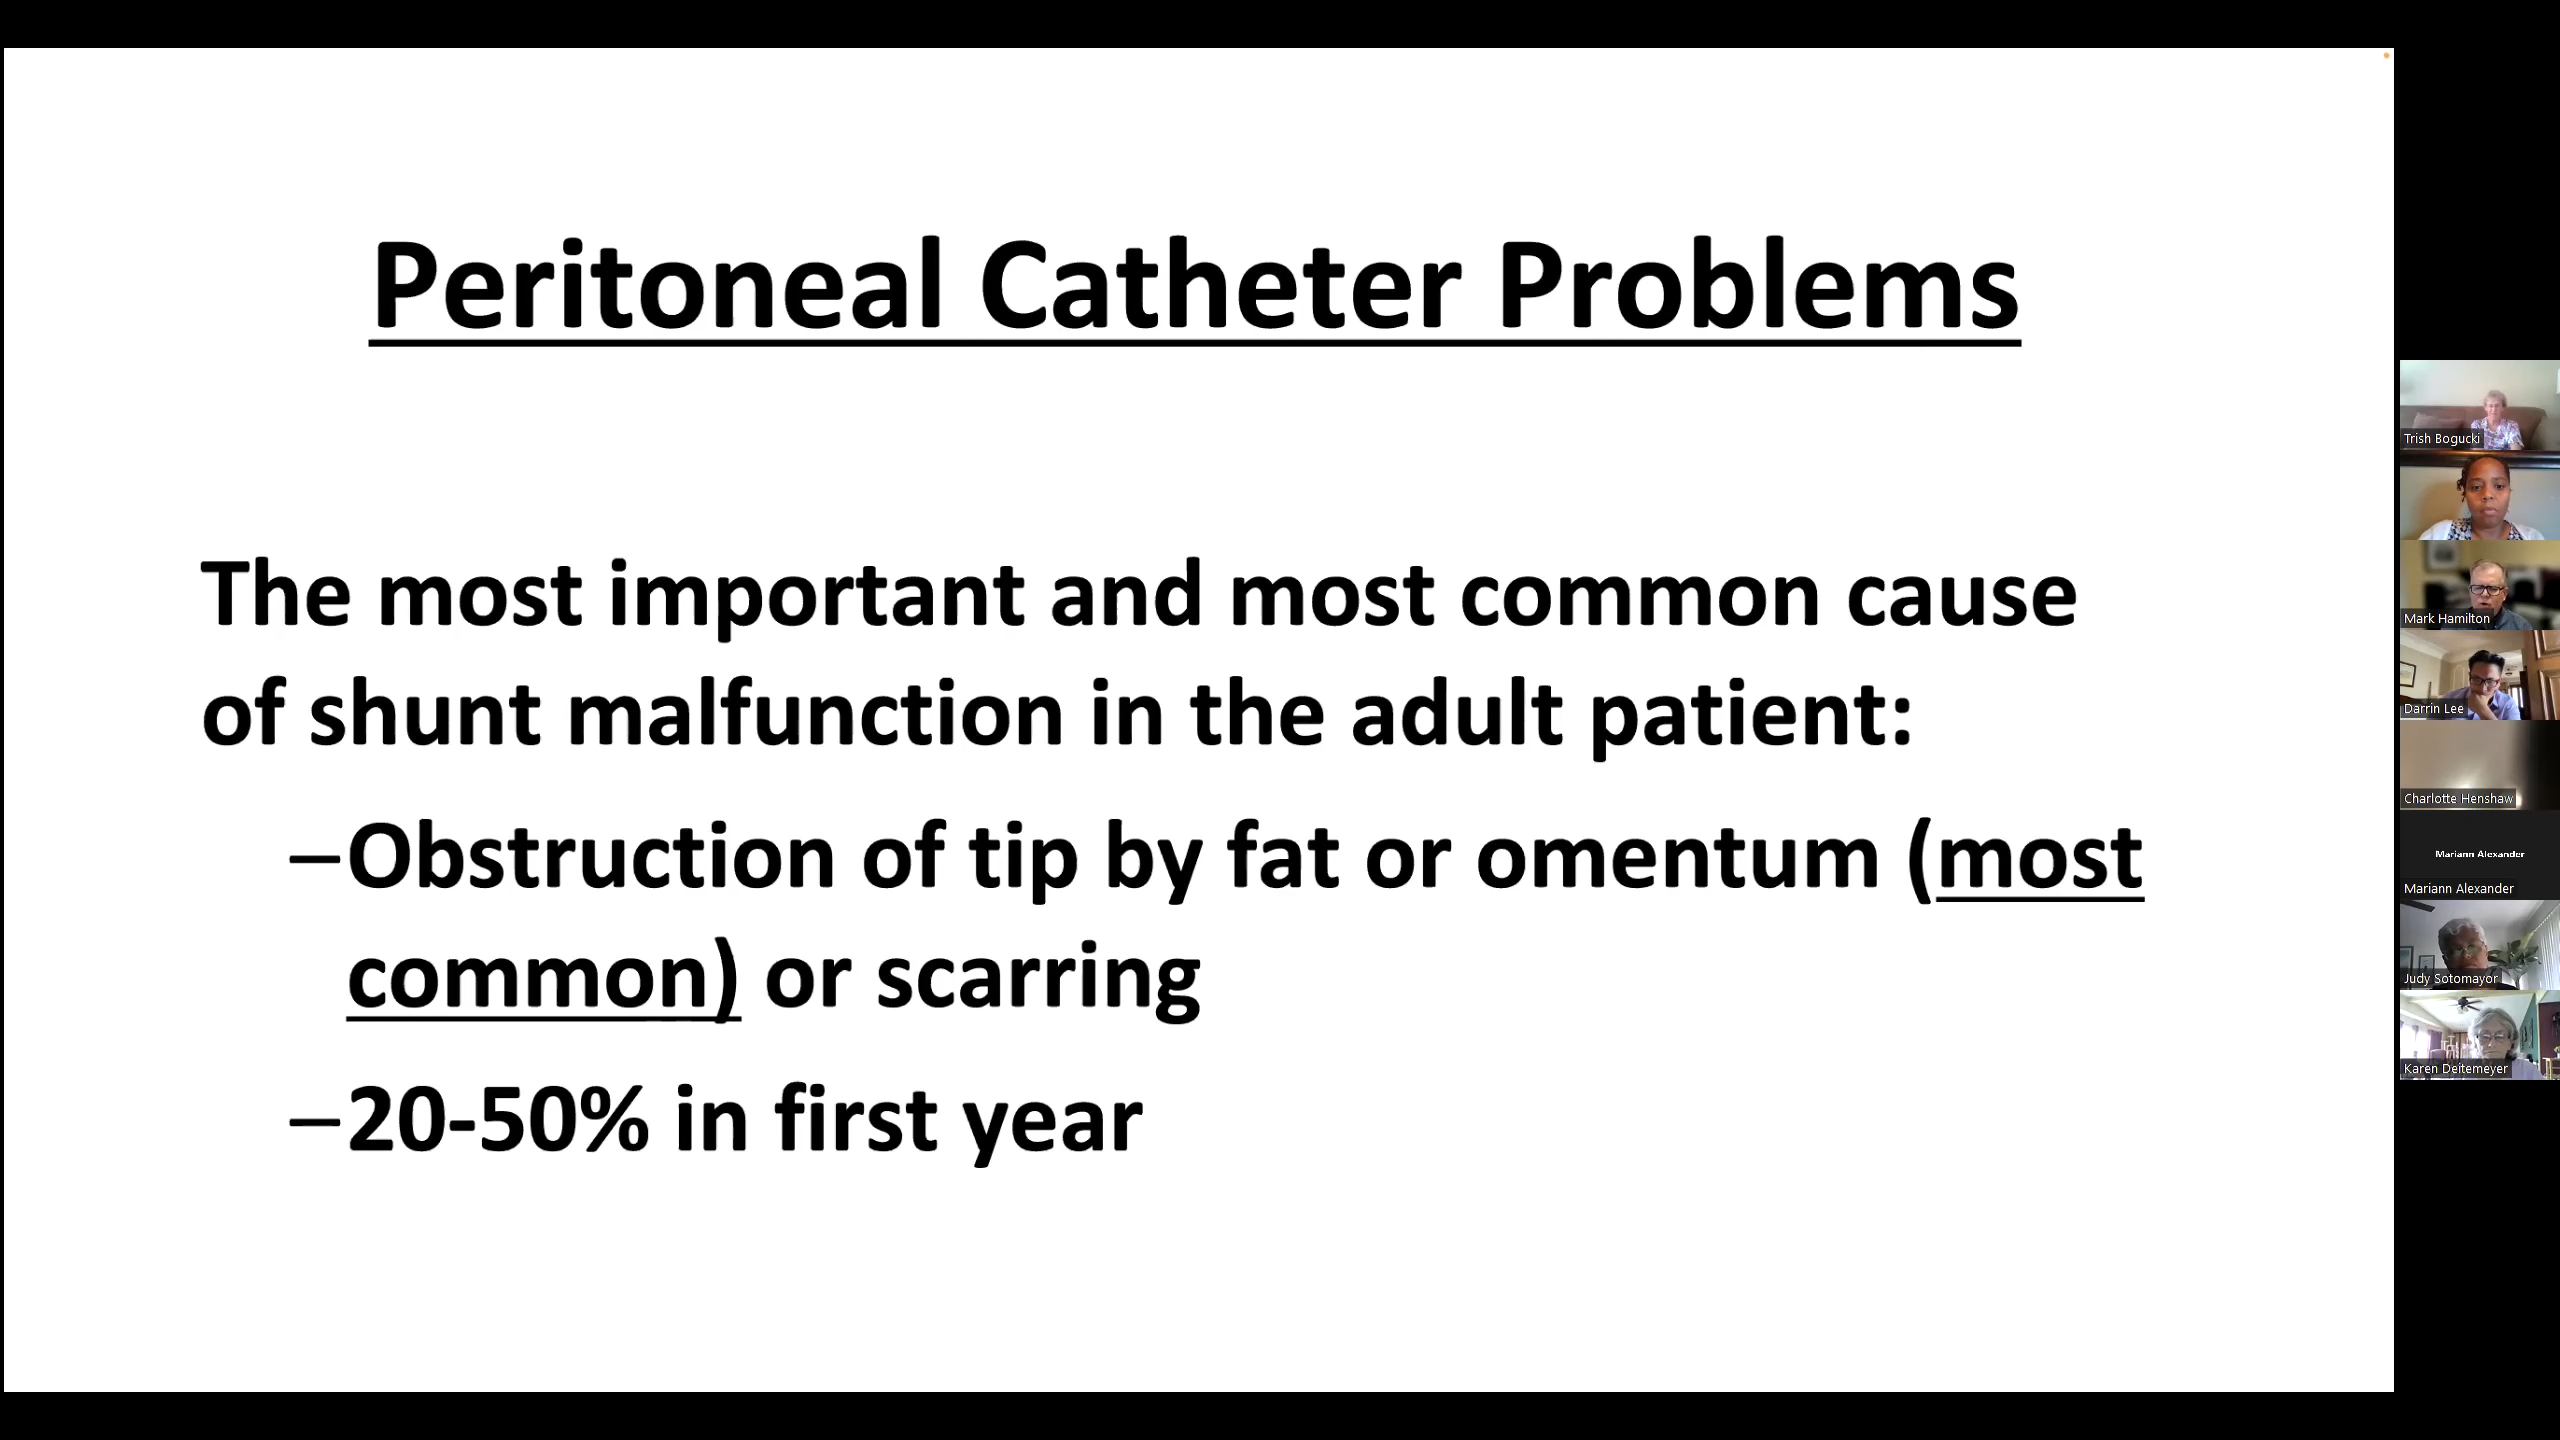 Peritoneal Catheter Problems
The most important and most common cause
of shunt malfunction in the adult patient:
–Obstruction of tip by fat or omentum (most
common) or scarring
–20-50% in first year
Trish Bogucki
Mark Hamilton
Darrin Lee
Charlotte Henshaw
Mariann Alexander
Mariann Alexander
Judy Sotomayor
Karen Deitemeyer